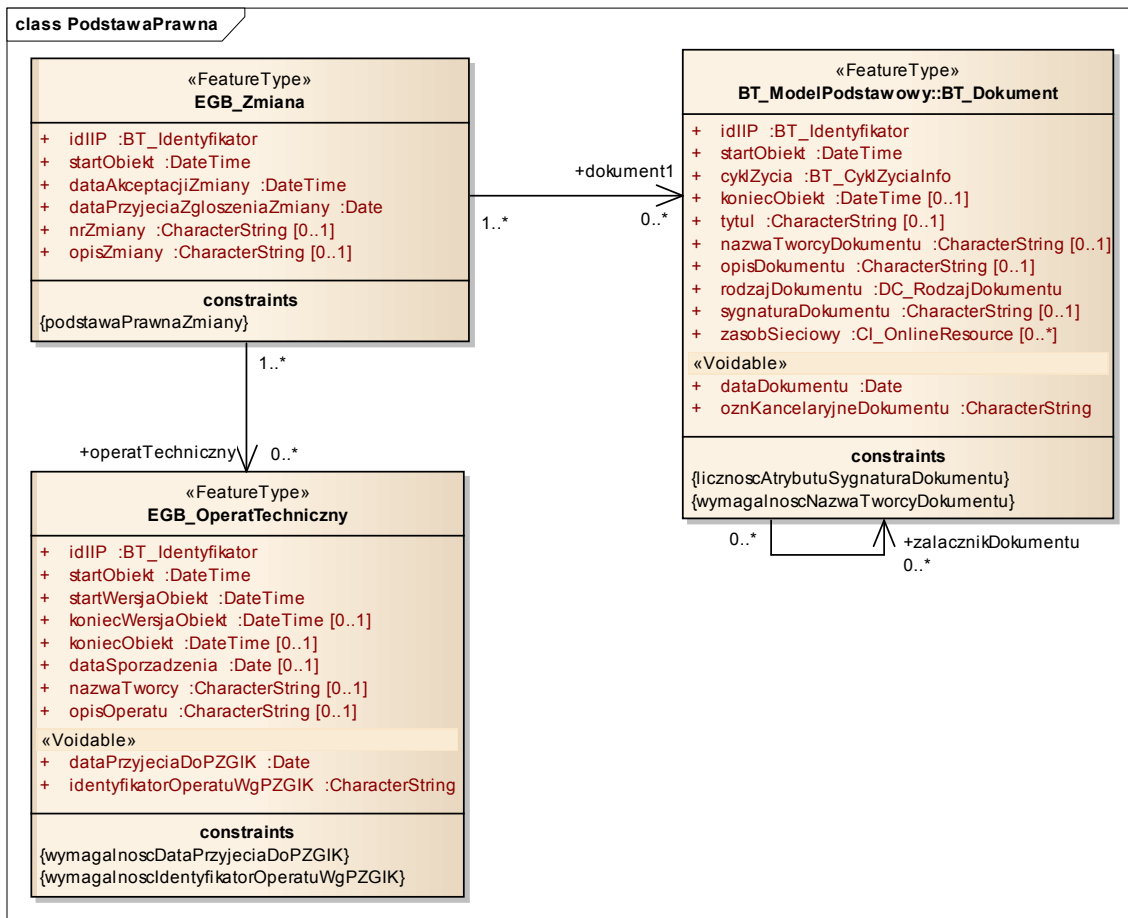 class PodstawaPrawna
«FeatureType»
EGB_Zmiana
+ idIIP :BT_Identyfikator
+ startObiekt :DateTime
+ dataAkceptacjiZmiany :DateTime
+ dataPrzyjeciaZgloszeniaZmiany :Date
+ nrZmiany :CharacterString [0..1]
+ opisZmiany :CharacterString [0..1]
constraints
{podstawaPrawnaZmiany}
+dokument1
1..*
0..*
«FeatureType»
BT_ModelPodstawowy::BT_Dokument
+ idIIP :BT_Identyfikator
+ startObiekt :DateTime
+ cyklZycia :BT_CyklZyciaInfo
+ koniecObiekt :DateTime [0..1]
+ tytul :CharacterString [0..1]
+ nazwaTworcyDokumentu :CharacterString [0..1]
+ opisDokumentu :CharacterString [0..1]
+ rodzajDokumentu :DC_RodzajDokumentu
+ sygnaturaDokumentu :CharacterString [0..1]
+ zasobSieciowy :CI_OnlineResource [0..*]
«Voidable»
+ dataDokumentu :Date
+ oznKancelaryjneDokumentu :CharacterString
constraints
{licznoscAtrybutuSygnaturaDokumentu}
{wymagalnoscNazwaTworcyDokumentu}
0..*
+zalacznikDokumentu
0..*
1..*
+operatTechniczny
0..*
«FeatureType»
EGB_OperatTechniczny
+ idIIP :BT_Identyfikator
+ startObiekt :DateTime
+ startWersjaObiekt :DateTime
+ koniecWersjaObiekt :DateTime [0..1]
+ koniecObiekt :DateTime [0..1]
+ dataSporzadzenia :Date [0..1]
+ nazwaTworcy :CharacterString [0..1]
+ opisOperatu :CharacterString [0..1]
«Voidable»
+ dataPrzyjeciaDoPZGIK :Date
+ identyfikatorOperatuWgPZGIK :CharacterString
constraints
{wymagalnoscDataPrzyjeciaDoPZGIK}
{wymagalnoscIdentyfikatorOperatuWgPZGIK}